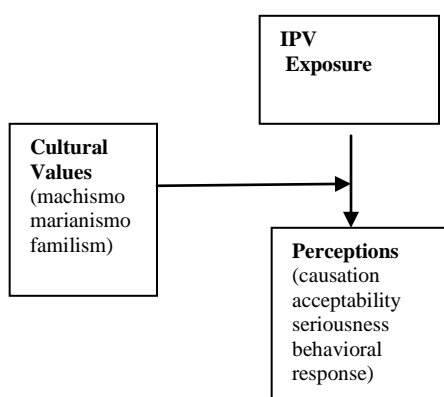 IPV
Exposure
Cultural
Values
(machismo
marianismo
familism)
Perceptions
(causation
acceptability
seriousness
behavioral
response)